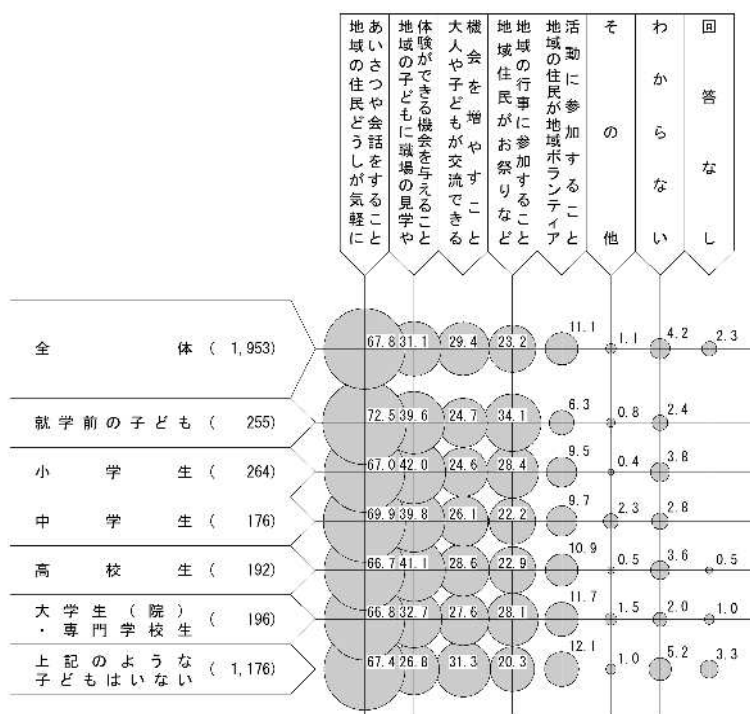 地域の住民どうしが気軽に
あいさつや会話をすること
地域の子どもに職場の見学や
体験ができる機会を与えること
大人や子どもが交流できる
機会を増やすこと
地域住民がお祭りなど
地域の行事に参加すること
地域の住民が地域ボランティア
活動に参加すること
その他
わからない
回答なし
全体 (1,953) 67.8 31.1 29.4 23.2 11.1 1.1 4.2 2.3
就学前の子ども (255) 72.5 39.6 24.7 34.1 6.3 0.8 2.4
小学生 (264) 67.0 42.0 24.6 28.4 9.5 0.4 3.8
中学生 (176) 69.9 39.8 26.1 22.2 9.7 2.3 2.8
高校生 (192) 66.7 41.1 28.6 22.9 10.9 0.5 3.6 0.5
大学生(院)
・専門学校生 (196) 66.8 32.7 27.6 28.1 11.7 1.5 2.0 1.0
上記のような
子どもはいない (1,176) 67.4 26.8 31.3 20.3 12.1 1.0 5.2 3.3